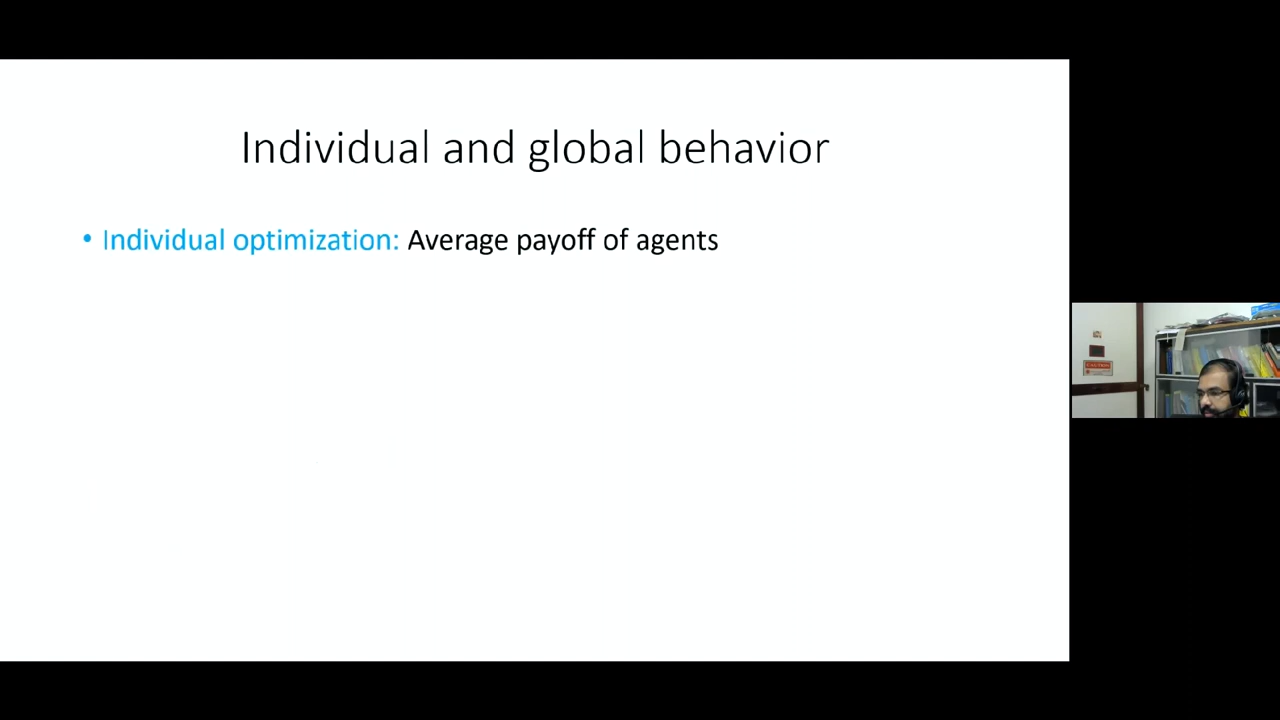 Individual and global behavior
• Individual optimization: Average payoff of agents